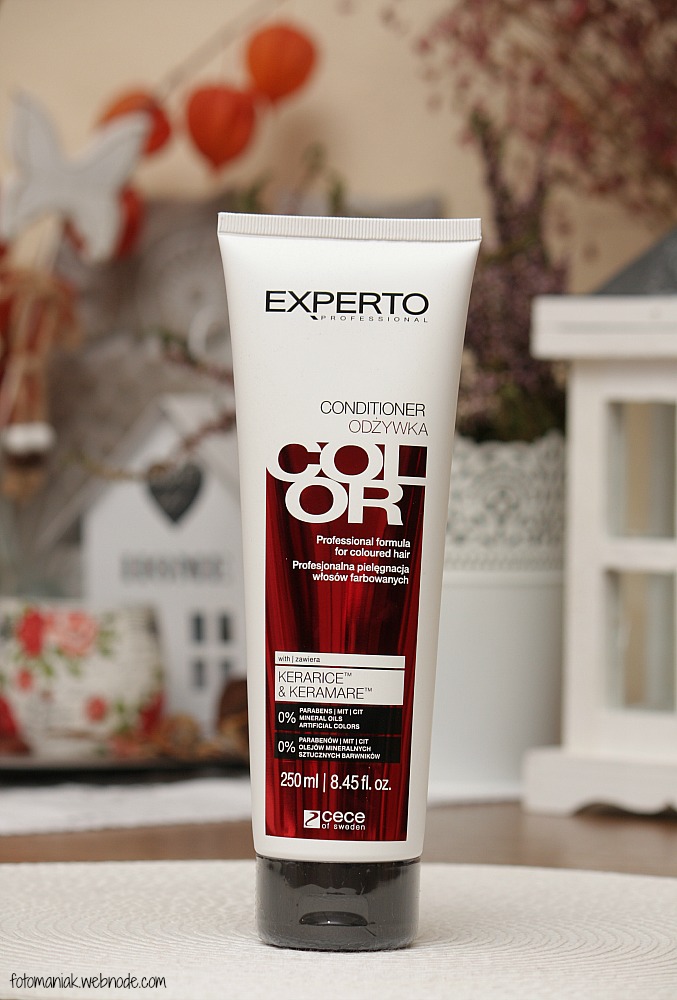 EXPERTO
PROFESSIONAL
CONDITIONER
ODŻYWKA
COL
OR
Professional formula
for coloured hair
Profesjonalna pielęgnacja
włosów farbowanych
with | zawiera
KERARICE™
& KERAMARE™
0% PARABENS | MIT | CIT
MINERAL OILS
ARTIFICIAL COLORS
0% PARABENÓW | MIT | CIT
OLEJÓW MINERALNYCH
SZTUCZNYCH BARWNIKÓW
250 ml | 8.45 fl. oz.
cece
of sweden
fotomaniak.webnode.com